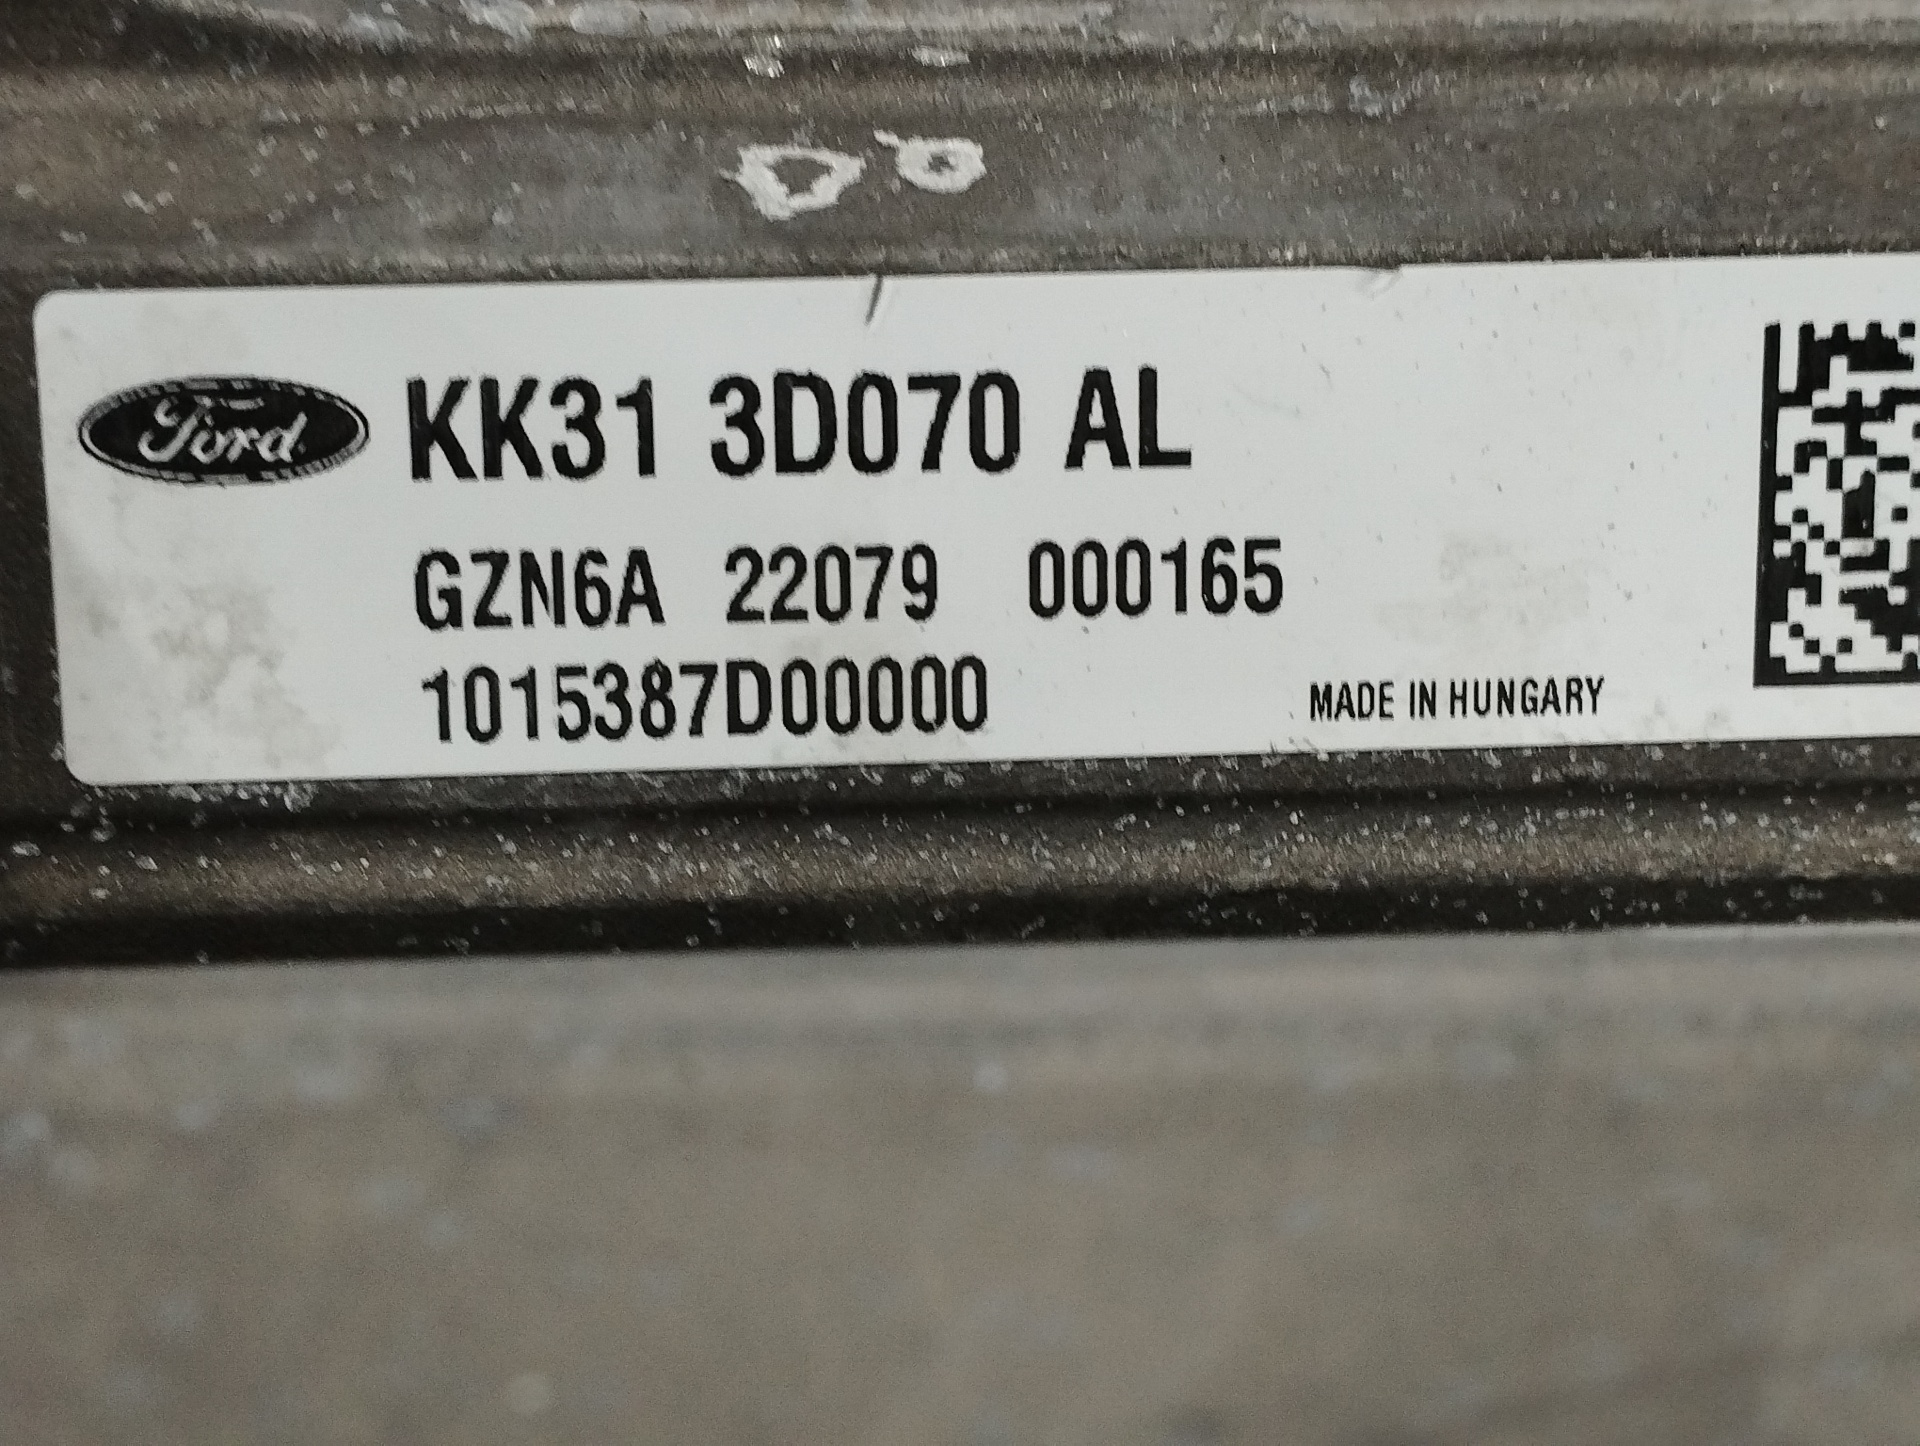 Ford KK31 3D070 AL
GZN6A 22079 000165
1015387D00000
MADE IN HUNGARY